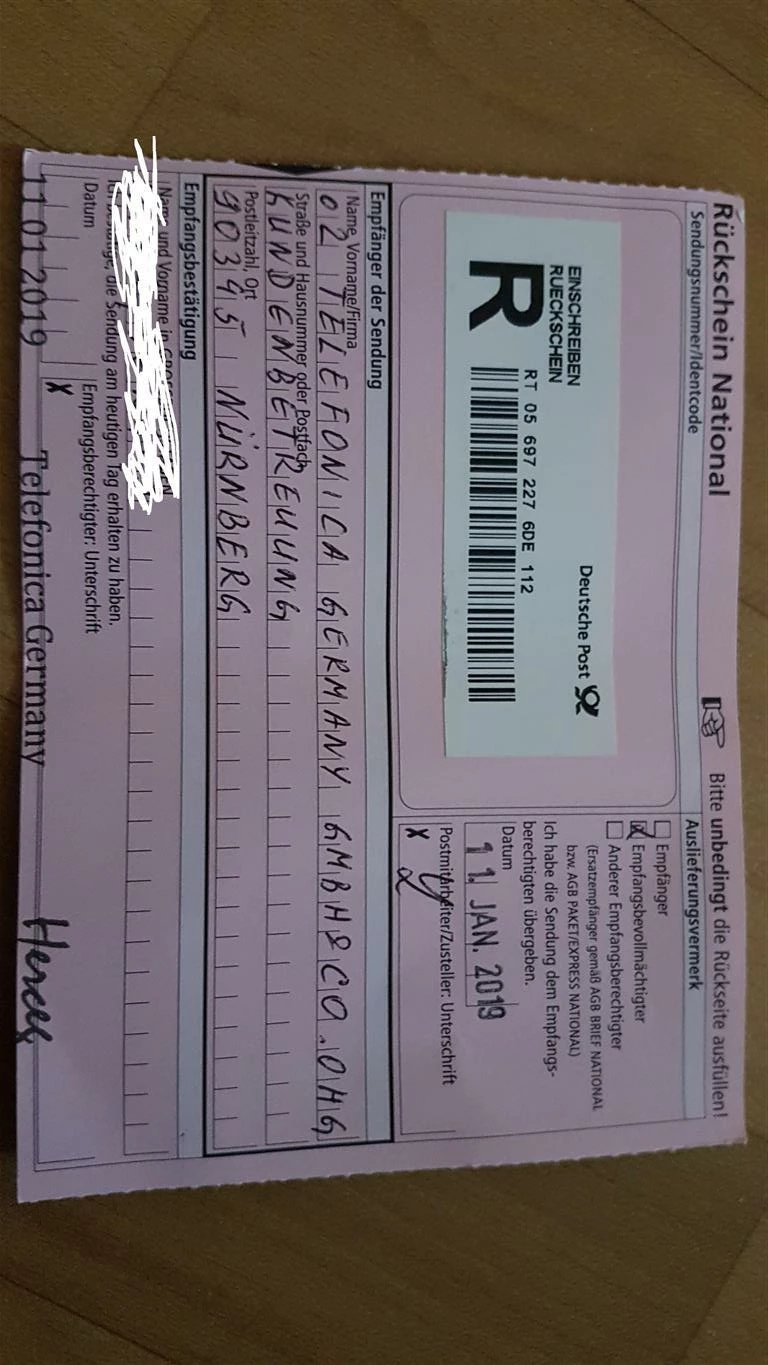 Rückschein National
Bitte unbedingt die Rückseite ausfüllen!
Sendungsnummer/Identcode
EINSCHREIBEN
RUECKSCHEIN
Deutsche Post
R
RT 05 697 227 6DE 112
Auslieferungsvermerk
Empfänger
Empfangsbevollmächtigter
Anderer Empfangsberechtigter
(Ersatzempfänger gemäß AGB BRIEF NATIONAL
bzw. AGB PAKET/EXPRESS NATIONAL)
Ich habe die Sendung dem Empfangs-
berechtigten übergeben.
Datum
11. JAN. 2019
Postmitarbeiter/Zusteller: Unterschrift
X
Empfänger der Sendung
Name, Vorname/Firma
O2 TELEFONICA GERMANY GMBH&CO.OHG
Straße und Hausnummer oder Postfach
KUNDENBETREUUNG
Postleitzahl, Ort
90345 NÜRNBERG
Empfangsbestätigung
und Vorname in
die Sendung am heutigen Tag erhalten zu haben.
Datum
Empfangsberechtigter: Unterschrift
11 01 2019
X
Telefonica Germany